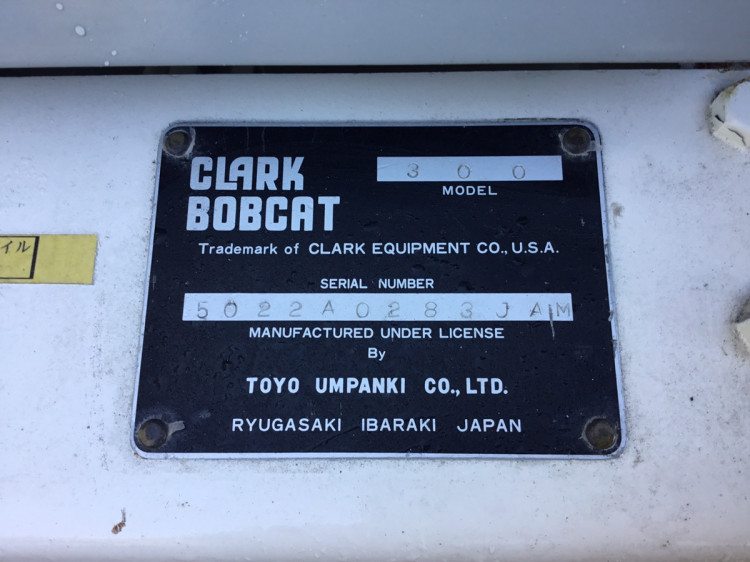 CLARK
BOBCAT
300
MODEL
Trademark of CLARK EQUIPMENT CO., U.S.A.
SERIAL NUMBER
5022A0283JAM
MANUFACTURED UNDER LICENSE
By
TOYO UMPANKI CO., LTD.
RYUGASAKI IBARAKI JAPAN
イル